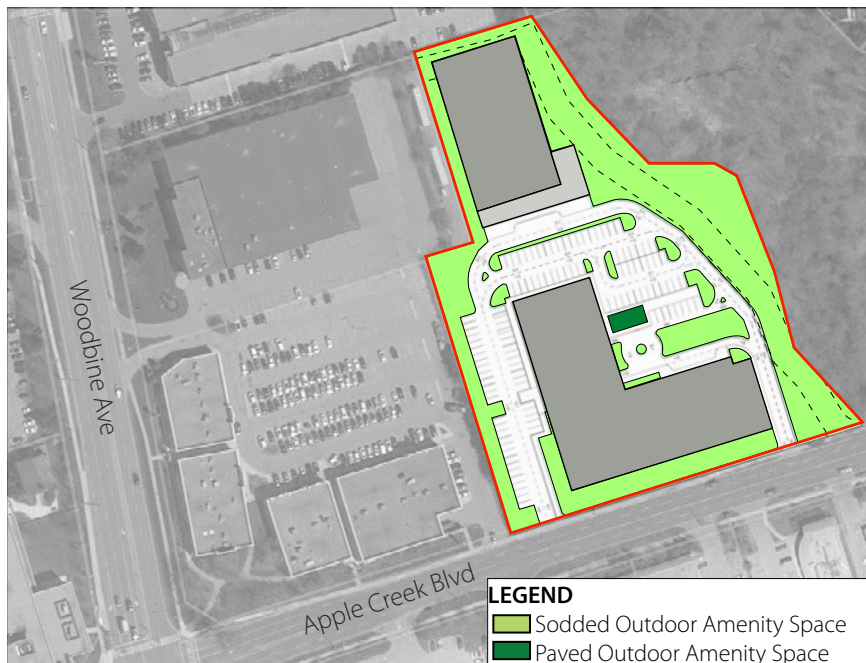 Woodbine Ave
Apple Creek Blvd
LEGEND
Sodded Outdoor Amenity Space
Paved Outdoor Amenity Space